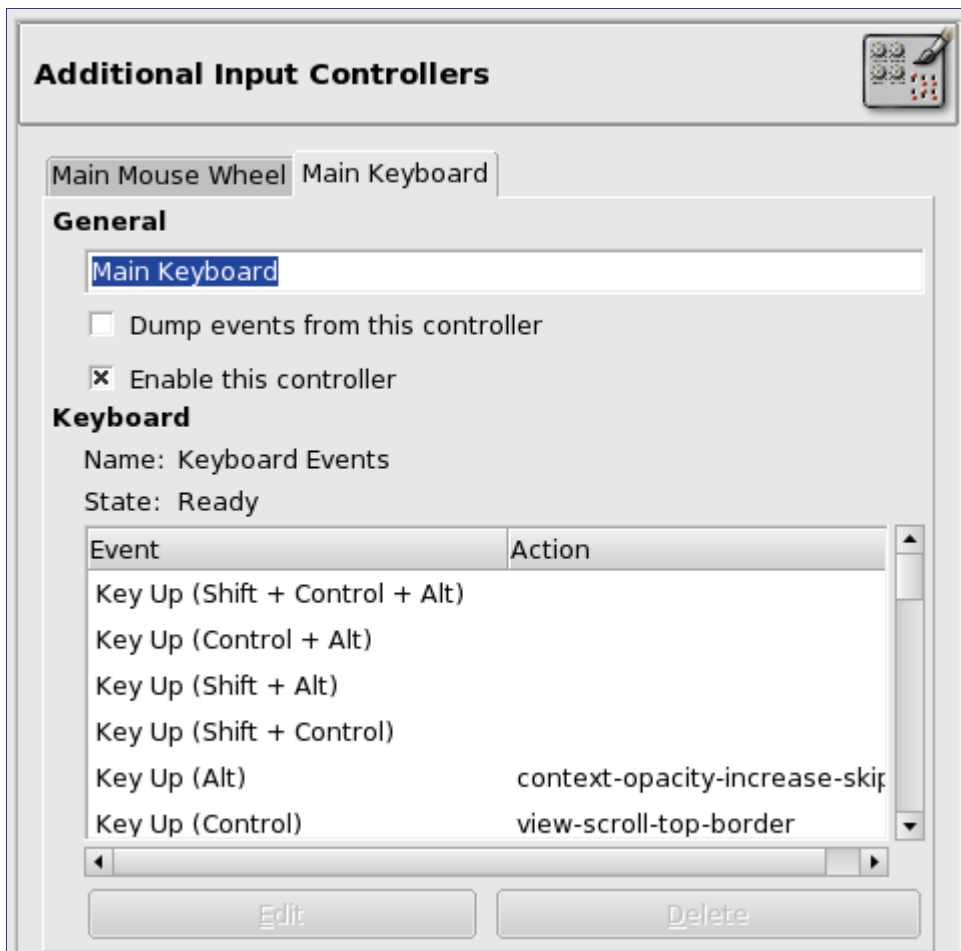 Additional Input Controllers
Main Mouse Wheel Main Keyboard
General
Main Keyboard
Dump events from this controller
Enable this controller
Keyboard
Name: Keyboard Events
State: Ready
Event Action
Key Up (Shift + Control + Alt)
Key Up (Control + Alt)
Key Up (Shift + Alt)
Key Up (Shift + Control)
Key Up (Alt) context-opacity-increase-skip
Key Up (Control) view-scroll-top-border
Edit Delete